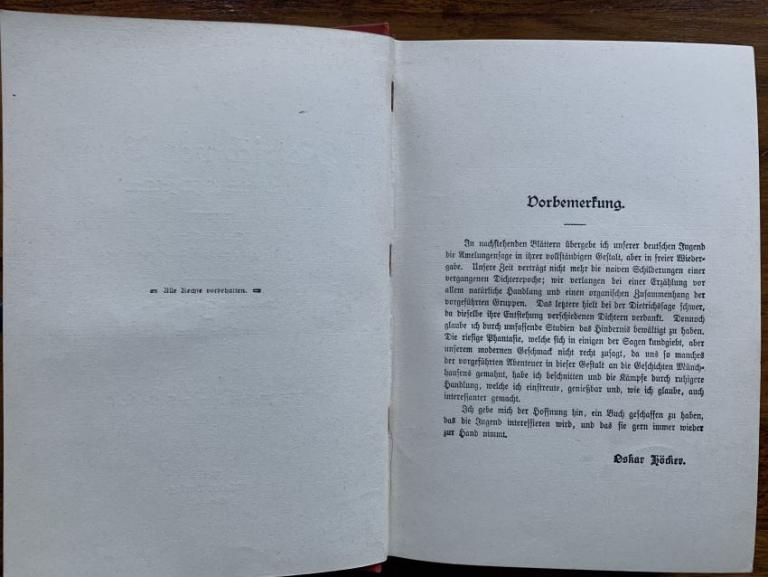 Alle Rechte vorbehalten.
Vorbemerkung.
In nachstehenden Blättern übergebe ich unserer deutschen Jugend
die Amelungensage in ihrer vollständigen Gestalt, aber in freier Wieder-
gabe. Unsere Zeit verträgt nicht mehr die naiven Schilderungen einer
vergangenen Dichterepoche; wir verlangen bei einer Erzählung vor
allem natürliche Handlung und einen organischen Zusammenhang der
vorgeführten Gruppen. Das letztere hielt bei der Dietrichssage schwer,
da dieselbe ihre Entstehung verschiedenen Dichtern verdankt. Dennoch
glaube ich durch umfassende Studien das Hindernis bewältigt zu haben.
Die riesige Phantasie, welche sich in einigen der Sagen kundgiebt, aber
unserem modernen Geschmack nicht recht zusagt, da uns so manches
der vorgeführten Abenteuer in dieser Gestalt an die Geschichten Münch-
hausens gemahnt, habe ich beschnitten und die Kämpfe durch ruhigere
Handlung, welche ich einstreute, genießbar und, wie ich glaube, auch
interessanter gemacht.
Ich gebe mich der Hoffnung hin, ein Buch geschaffen zu haben,
das die Jugend interessieren wird, und das sie gern immer wieder
zur Hand nimmt.
Oskar Höcker.